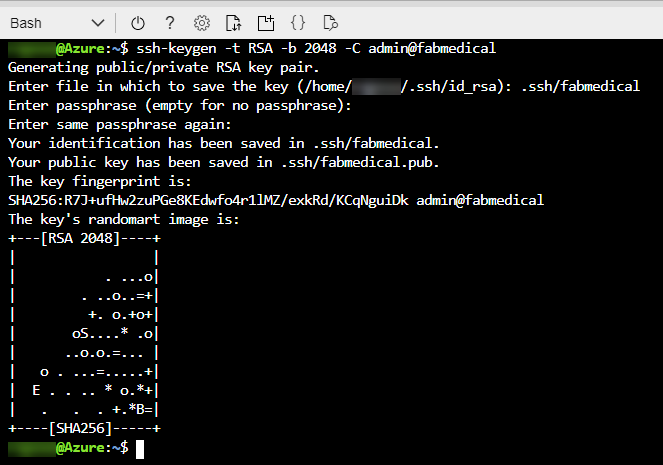 Bash
@Azure:~$ ssh-keygen -t RSA -b 2048 -C admin@fabmedical
Generating public/private RSA key pair.
Enter file in which to save the key (/home/ /.ssh/id_rsa): .ssh/fabmedical
Enter passphrase (empty for no passphrase):
Enter same passphrase again:
Your identification has been saved in .ssh/fabmedical.
Your public key has been saved in .ssh/fabmedical.pub.
The key fingerprint is:
SHA256:R7J+ufHw2zuPGe8KEdwfo4r1lMZ/exkRd/KCqNguiDk admin@fabmedical
The key's randomart image is:
+---[RSA 2048]----+
|                 |
|           . ...o|
|        . ..o..=+|
|         +. o.+o+|
|       oS....* .o|
|      ..o.o.=... |
|   o . ...=.....+|
|  E . . .. * o.*+|
|   .   .  . +.*B=|
+----[SHA256]-----+
@Azure:~$